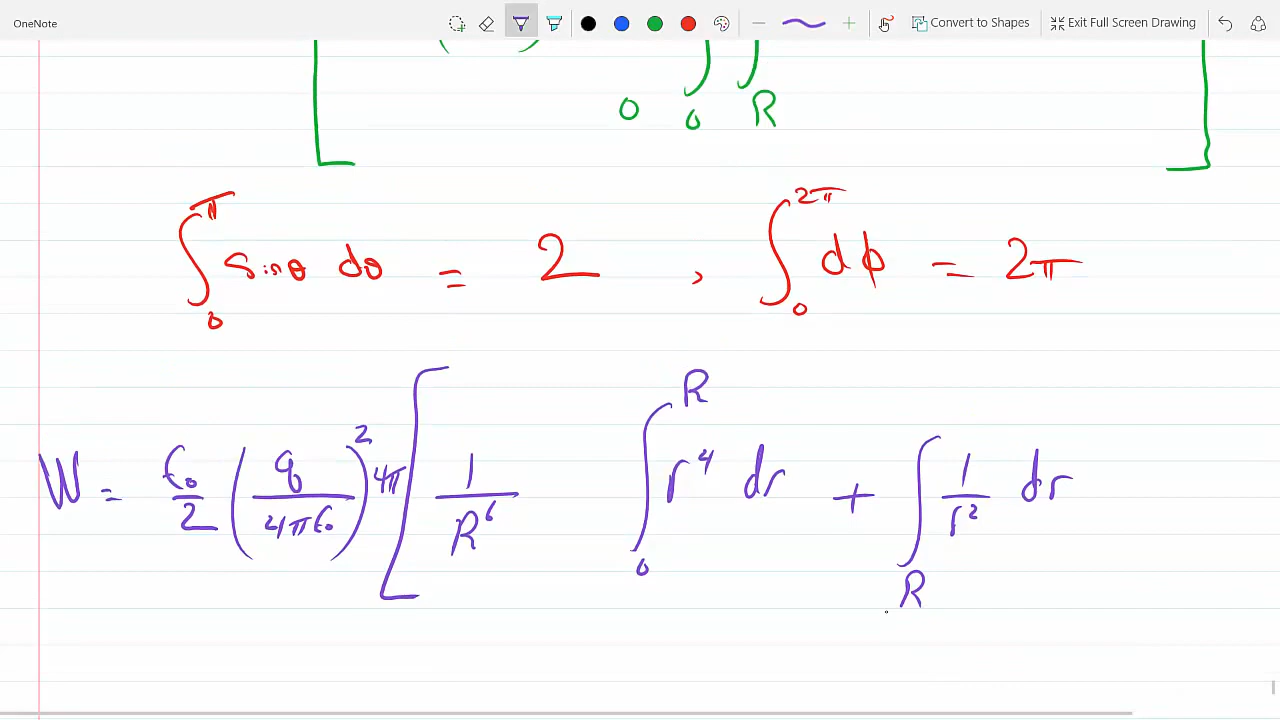 OneNote
Convert to Shapes
Exit Full Screen Drawing
0 0 R
∫₀^π sinθ dθ = 2 , ∫₀^2π dϕ = 2π
W = ε₀/2 (q/4πε₀)² 4π [ 1/R⁶ ∫₀^R r⁴ dr + ∫_R 1/r² dr